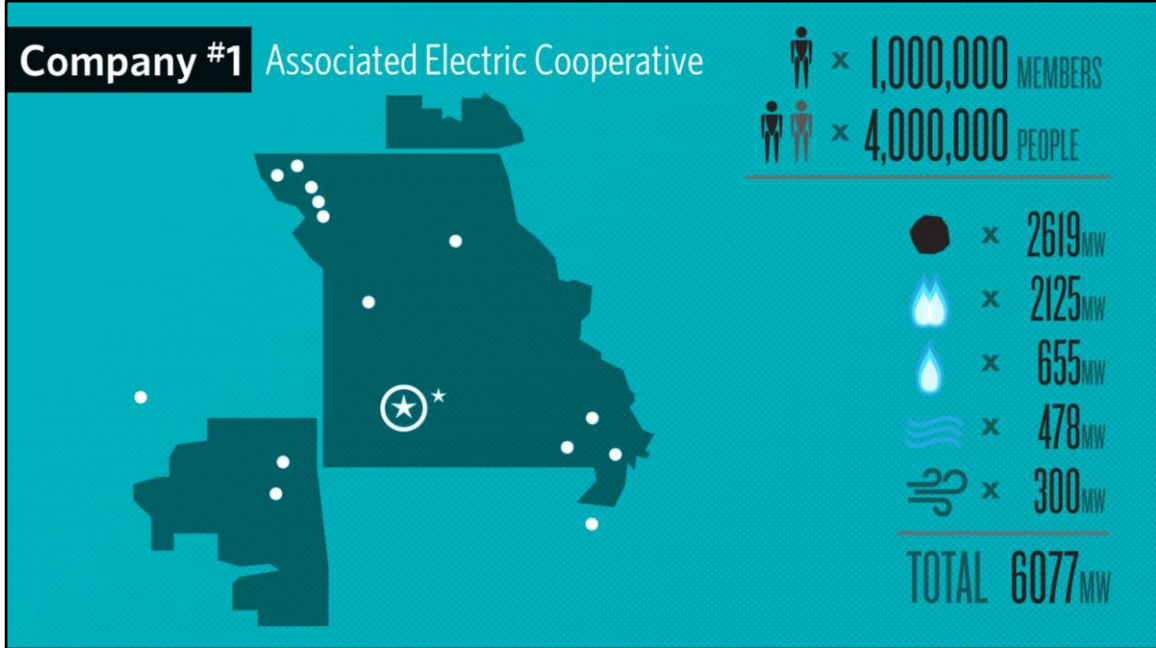 Company #1 Associated Electric Cooperative
x 1,000,000 MEMBERS
x 4,000,000 PEOPLE
x 2619MW
x 2125MW
x 655MW
x 478MW
x 300MW
TOTAL 6077MW